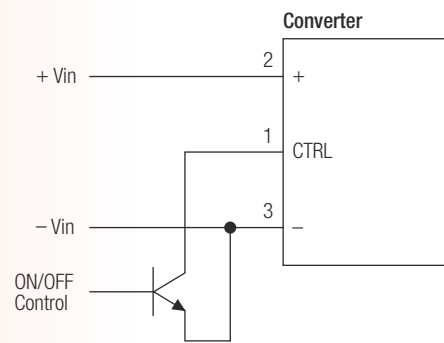 Converter
2
+ Vin
+
1
CTRL
3
– Vin
–
ON/OFF
Control